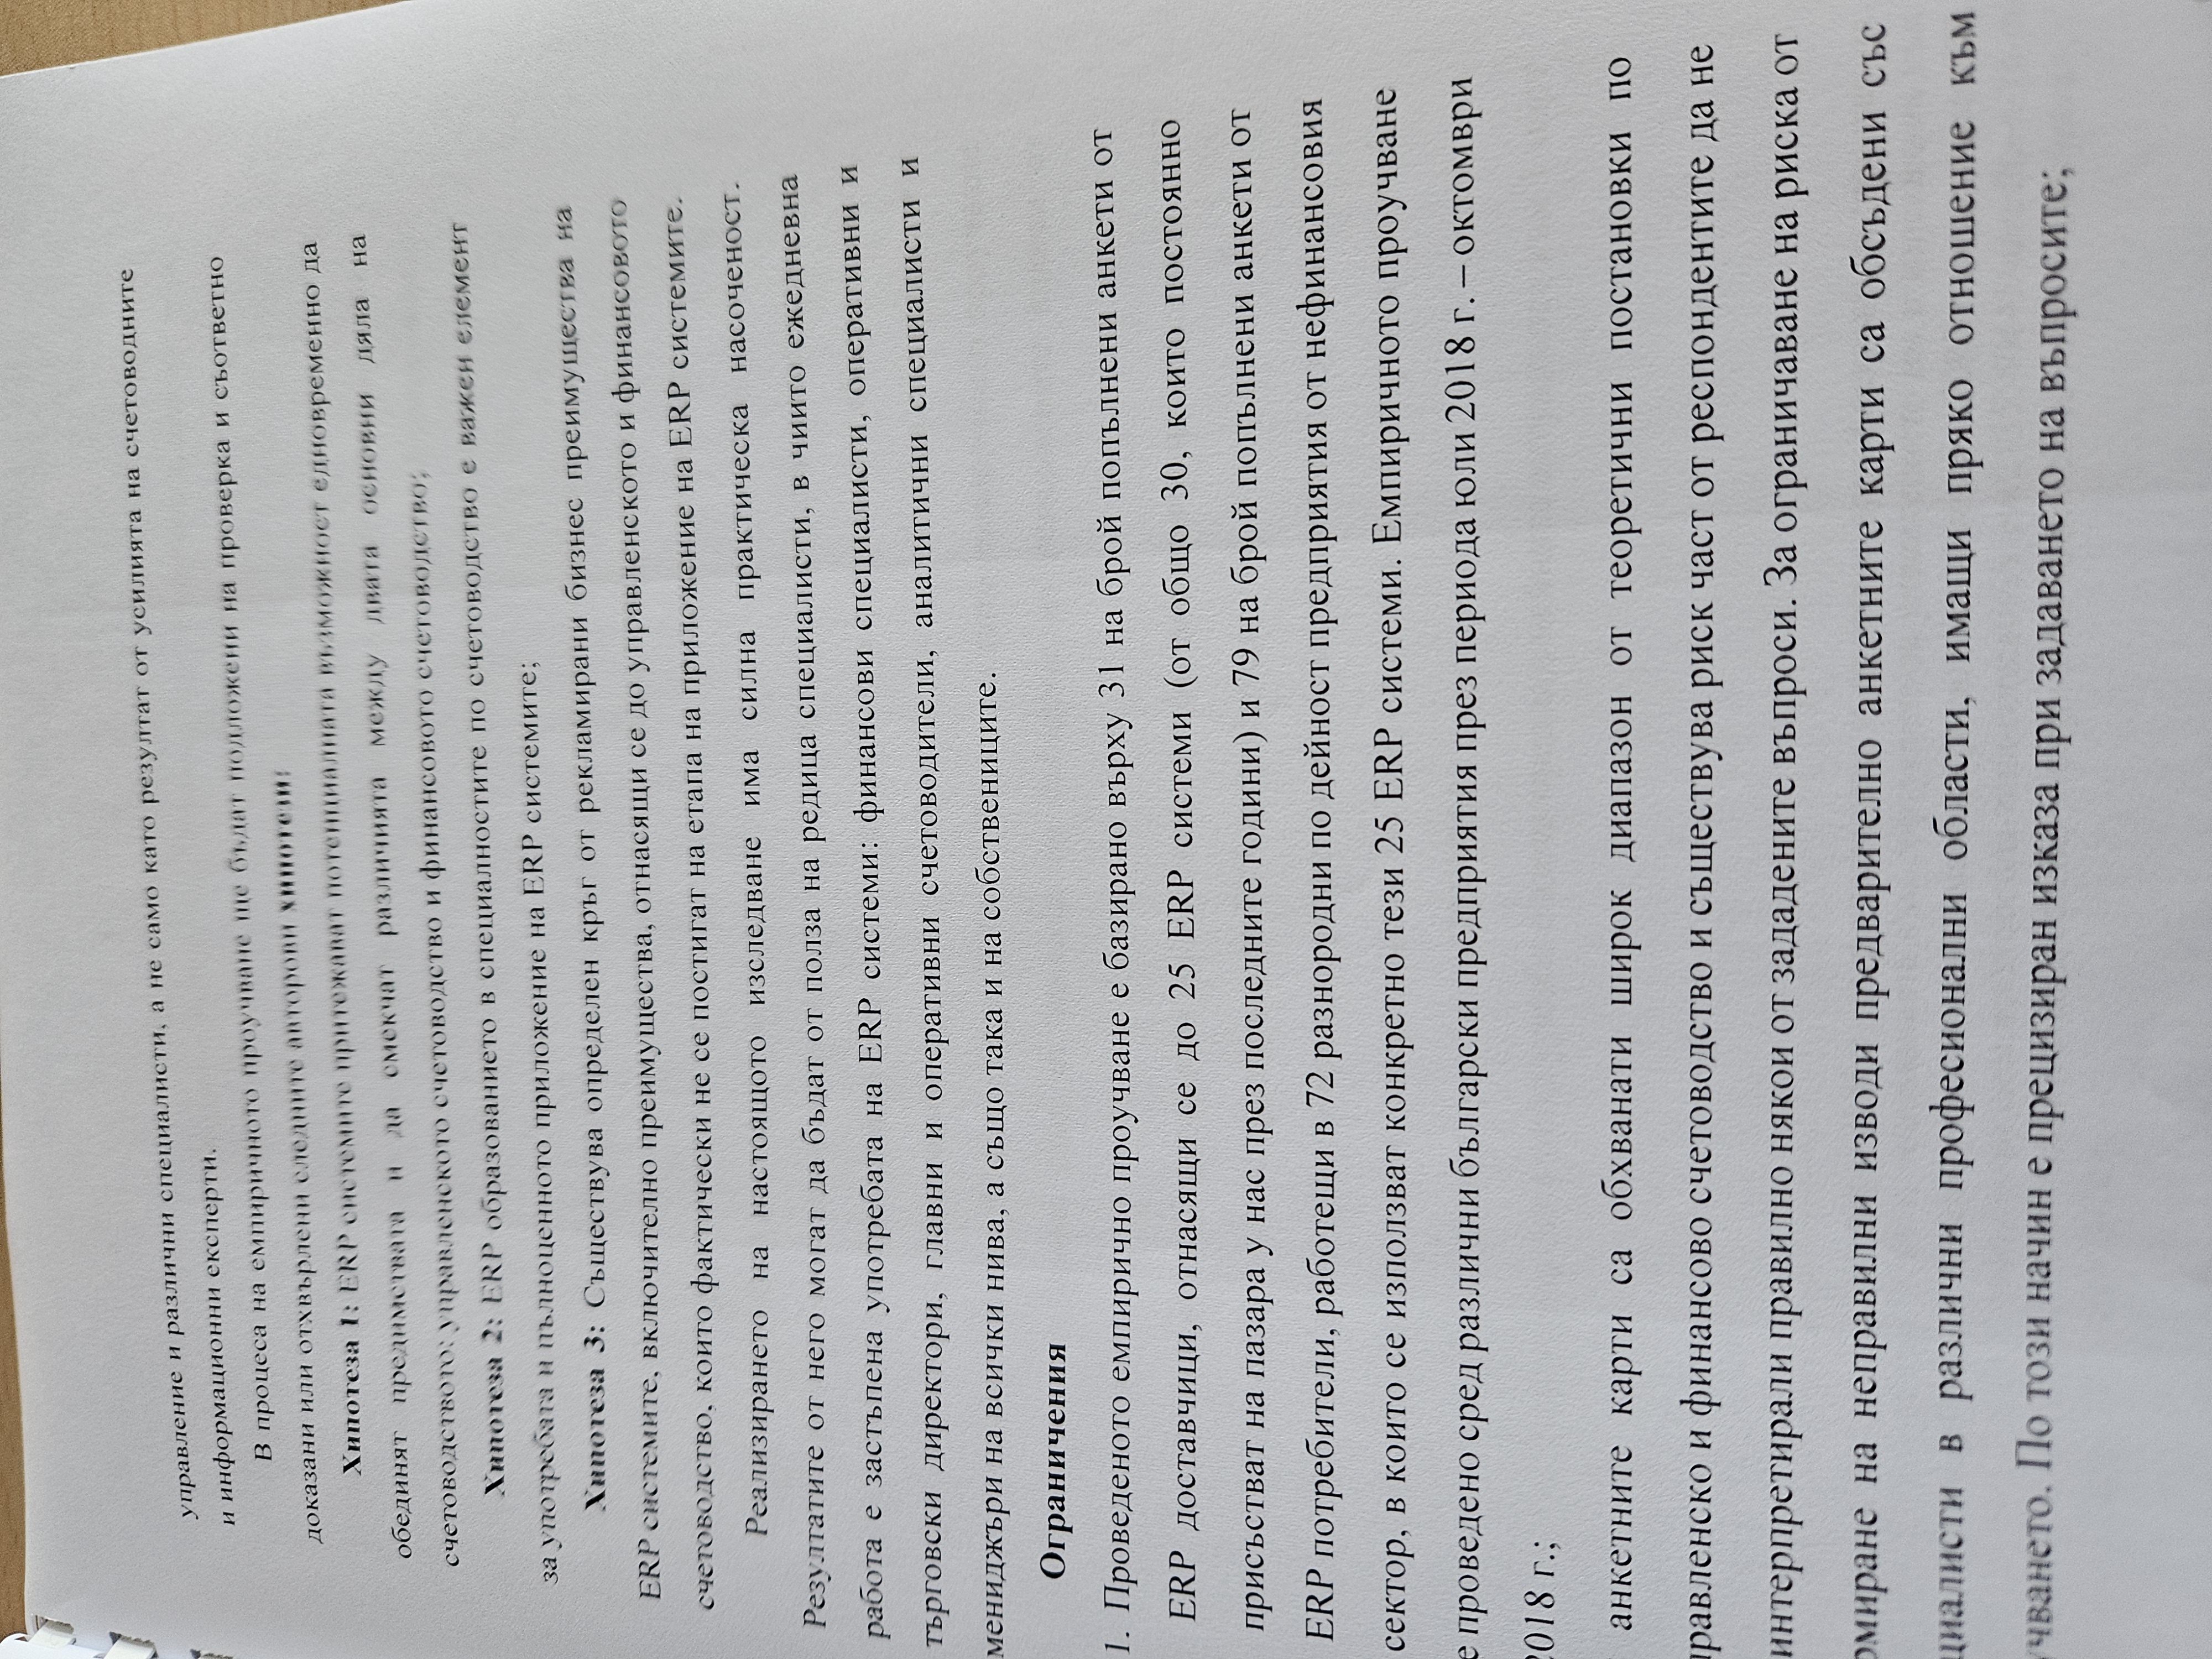 управление и различни специалисти, а не само като резултат от усилията на счетоводните
и информационни експерти.
В процеса на емпиричното проучване ще бъдат подложени на проверка и съответно
доказани или отхвърлени следните авторови хипотези:
Хипотеза 1: ERP системите притежават потенциалната възможност едновременно да
обединят предимствата и да смекчат различията между двата основни дяла на
счетоводството: управленското счетоводство и финансовото счетоводство;
Хипотеза 2: ERP образованието в специалностите по счетоводство е важен елемент
за употребата и пълноценното приложение на ERP системите;
Хипотеза 3: Съществува определен кръг от рекламирани бизнес преимущества на
ERP системите, включително преимущества, отнасящи се до управленското и финансовото
счетоводство, които фактически не се постигат на етапа на приложение на ERP системите.
Реализирането на настоящото изследване има силна практическа насоченост.
Резултатите от него могат да бъдат от полза на редица специалисти, в чиито ежедневна
работа е застъпена употребата на ERP системи: финансови специалисти, оперативни и
търговски директори, главни и оперативни счетоводители, аналитични специалисти и
мениджъри на всички нива, а също така и на собствениците.
Ограничения
1. Проведеното емпирично проучване е базирано върху 31 на брой попълнени анкети от
ERP доставчици, отнасящи се до 25 ERP системи (от общо 30, които постоянно
присъстват на пазара у нас през последните години) и 79 на брой попълнени анкети от
ERP потребители, работещи в 72 разнородни по дейност предприятия от нефинансовия
сектор, в които се използват конкретно тези 25 ERP системи. Емпиричното проучване
е проведено сред различни български предприятия през периода юли 2018 г. – октомври
2018 г.;
анкетните карти са обхванати широк диапазон от теоретични постановки по
правленско и финансово счетоводство и съществува риск част от респондентите да не
интерпретирали правилно някои от зададените въпроси. За ограничаване на риска от
рмиране на неправилни изводи предварително анкетните карти са обсъдени със
циалисти в различни професионални области, имащи пряко отношение към
учването. По този начин е прецизиран изказа при задаването на въпросите;